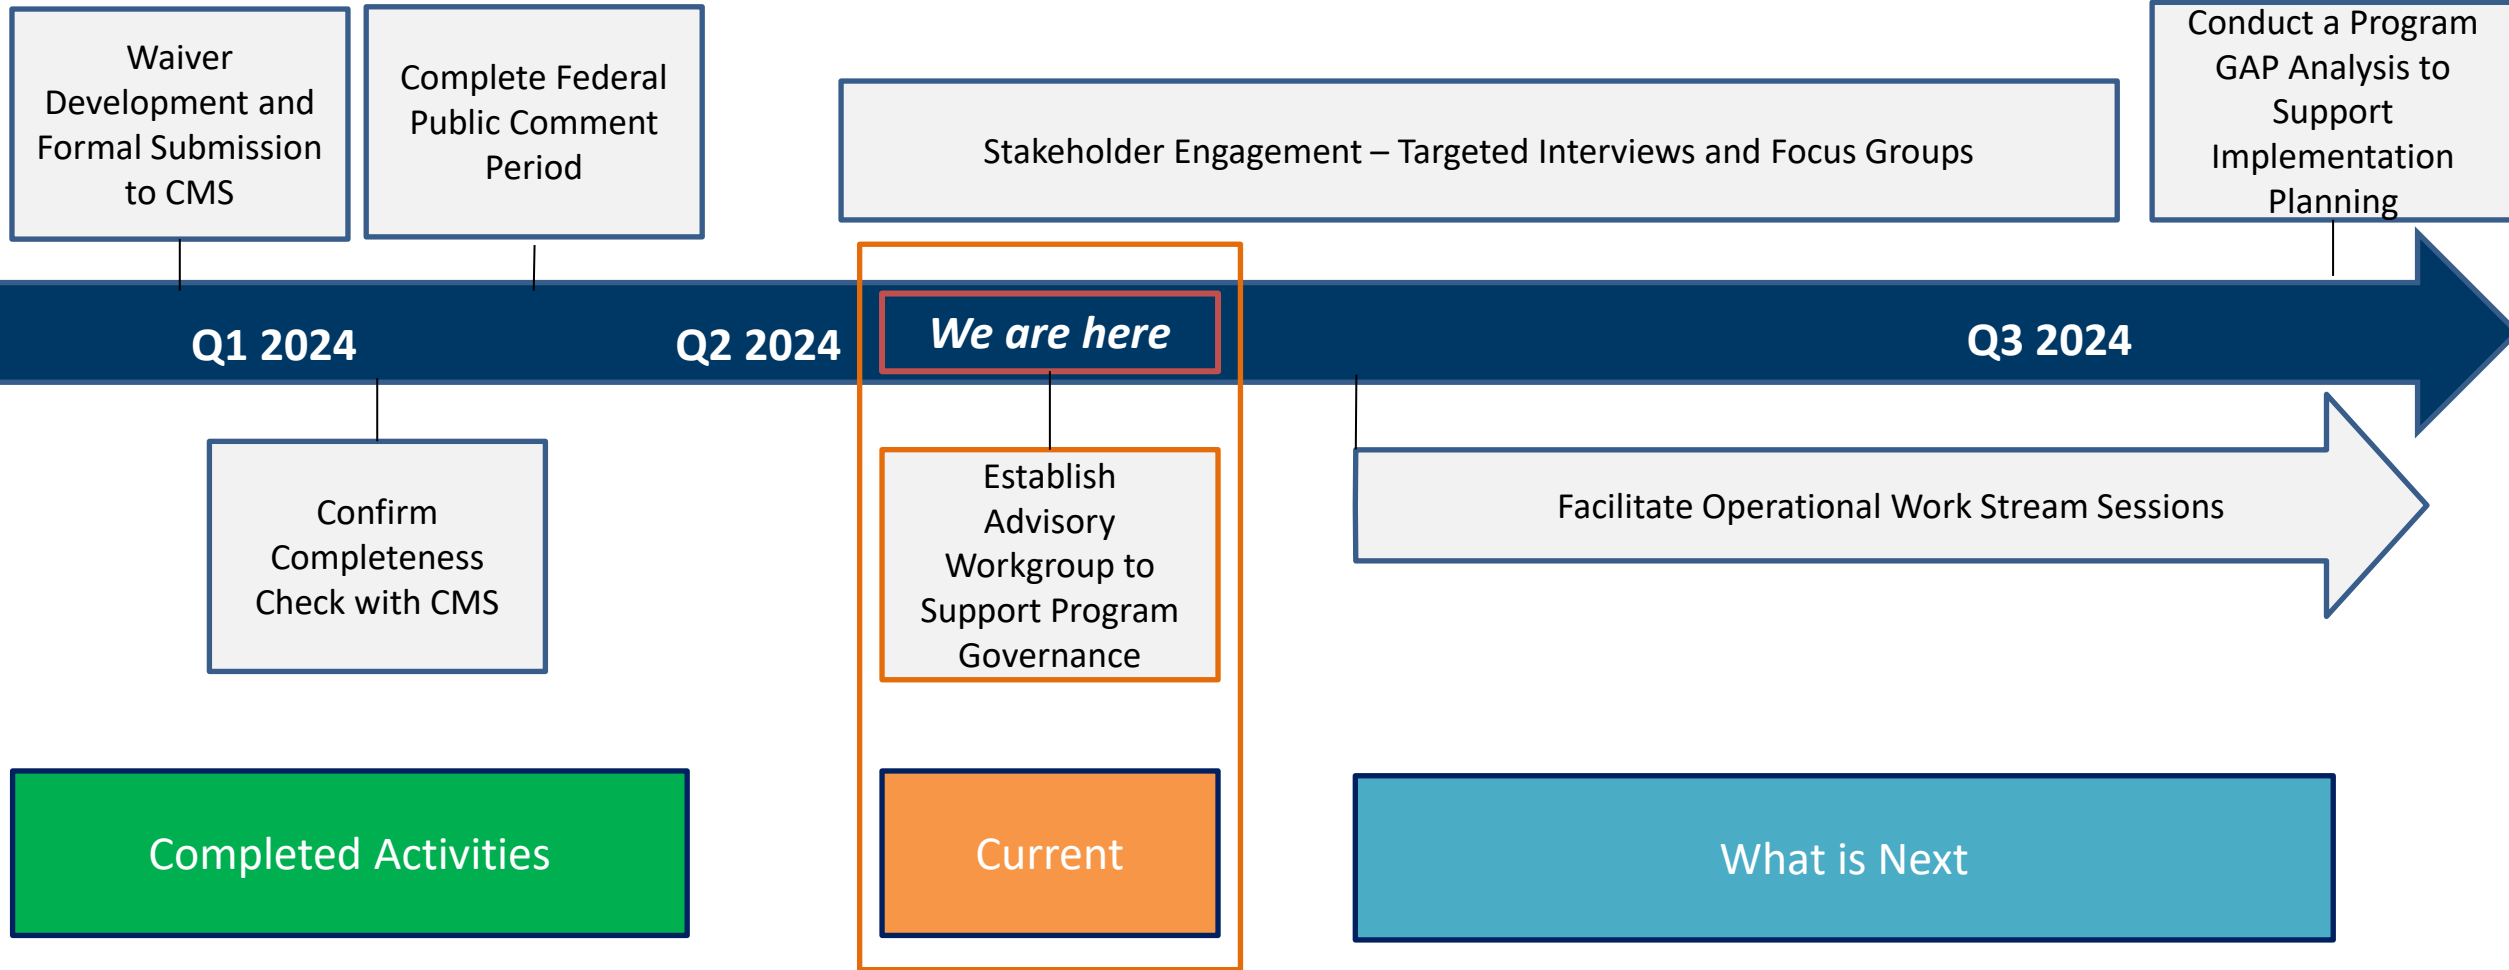 Waiver
Development and
Formal Submission
to CMS
Complete Federal
Public Comment
Period
Stakeholder Engagement – Targeted Interviews and Focus Groups
Conduct a Program
GAP Analysis to
Support
Implementation
Planning
Q1 2024
Q2 2024
We are here
Q3 2024
Confirm
Completeness
Check with CMS
Establish
Advisory
Workgroup to
Support Program
Governance
Facilitate Operational Work Stream Sessions
Completed Activities
Current
What is Next